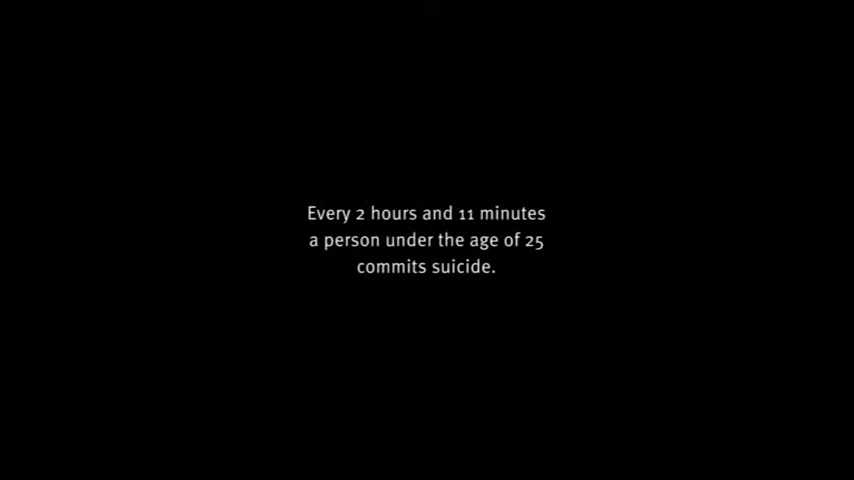 Every 2 hours and 11 minutes
a person under the age of 25
commits suicide.